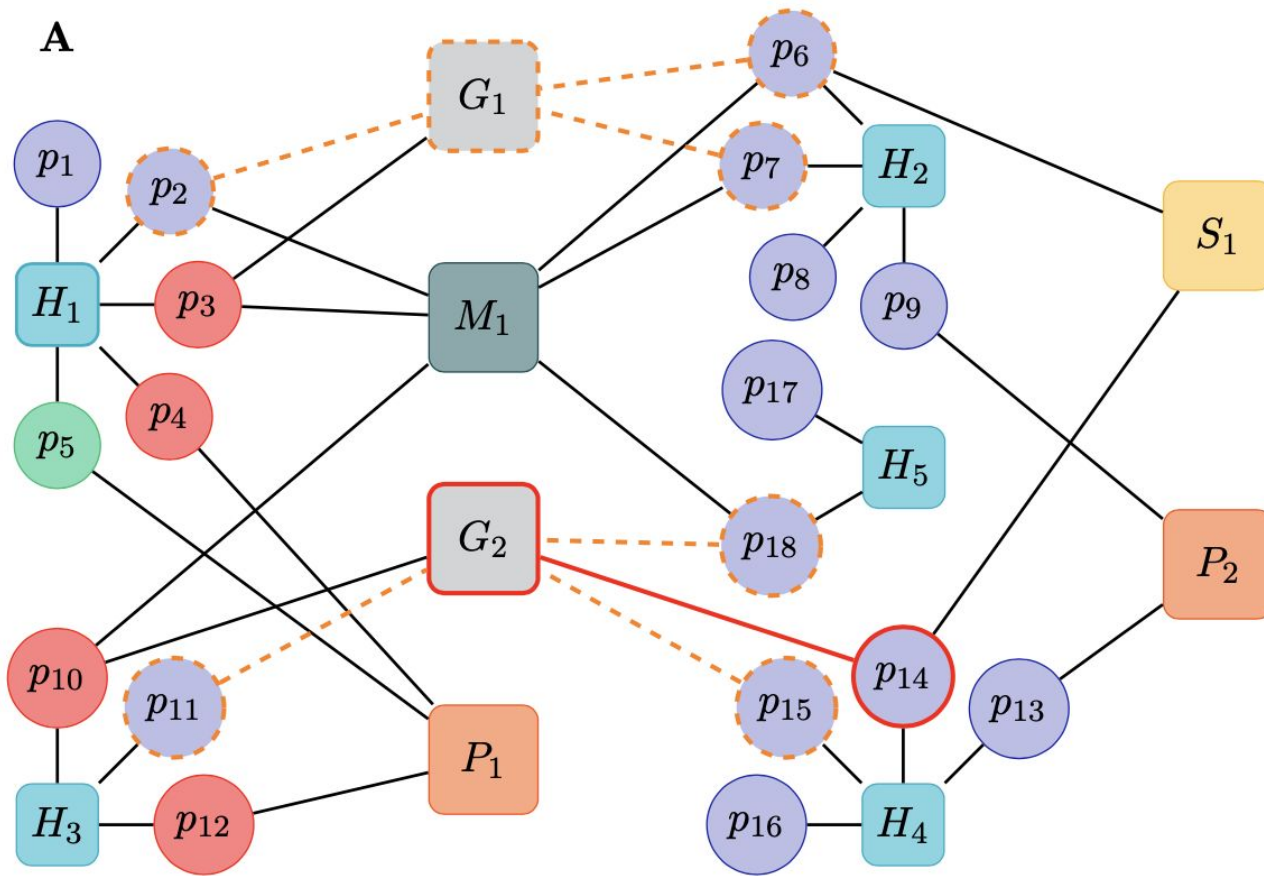 A
G₁
p₆
p₁
p₂
p₇
H₂
S₁
H₁
p₃
M₁
p₈
p₉
p₄
p₁₇
p₅
H₅
G₂
p₁₈
P₂
p₁₀
p₁₁
p₁₅
p₁₄
p₁₃
P₁
H₃
p₁₂
p₁₆
H₄